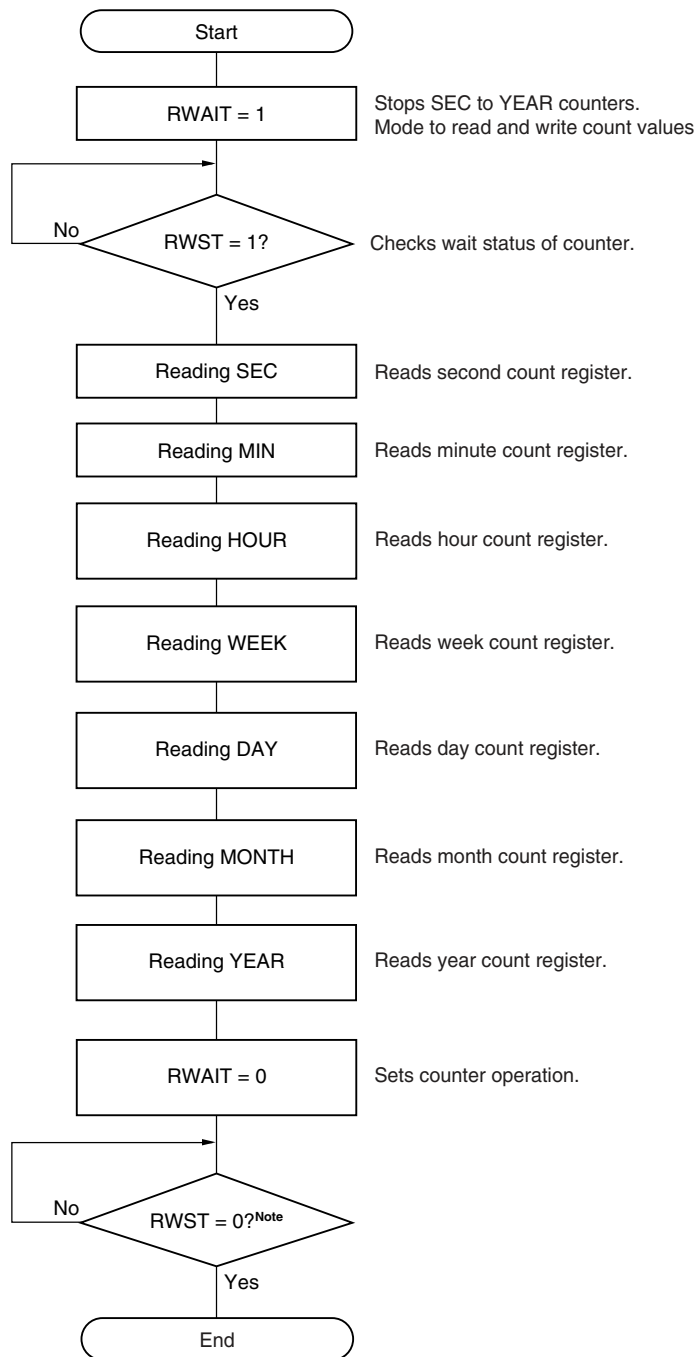 Start
RWAIT = 1
Stops SEC to YEAR counters.
Mode to read and write count values
No
RWST = 1?
Checks wait status of counter.
Yes
Reading SEC
Reads second count register.
Reading MIN
Reads minute count register.
Reading HOUR
Reads hour count register.
Reading WEEK
Reads week count register.
Reading DAY
Reads day count register.
Reading MONTH
Reads month count register.
Reading YEAR
Reads year count register.
RWAIT = 0
Sets counter operation.
No
RWST = 0?Note
Yes
End